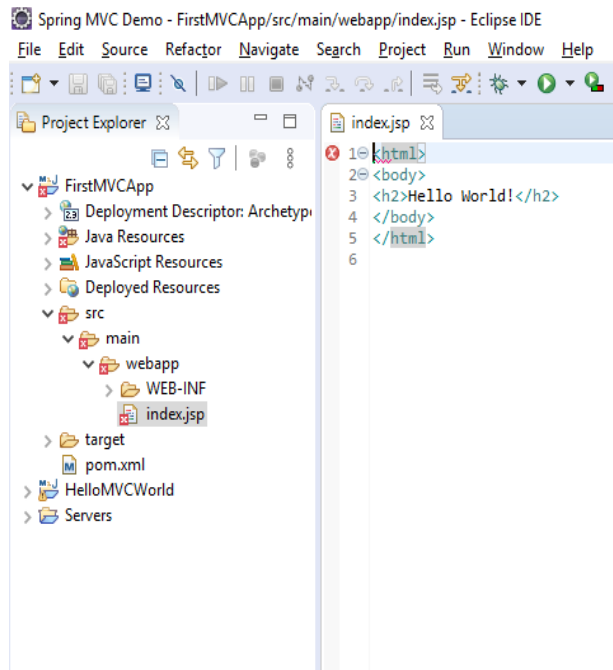 Spring MVC Demo - FirstMVCApp/src/main/webapp/index.jsp - Eclipse IDE
File Edit Source Refactor Navigate Search Project Run Window Help
Project Explorer
FirstMVCApp
2.3 Deployment Descriptor: Archetyp
Java Resources
JavaScript Resources
Deployed Resources
src
main
webapp
WEB-INF
index.jsp
target
pom.xml
HelloMVCWorld
Servers
index.jsp
1 <html>
2 <body>
3 <h2>Hello World!</h2>
4 </body>
5 </html>
6